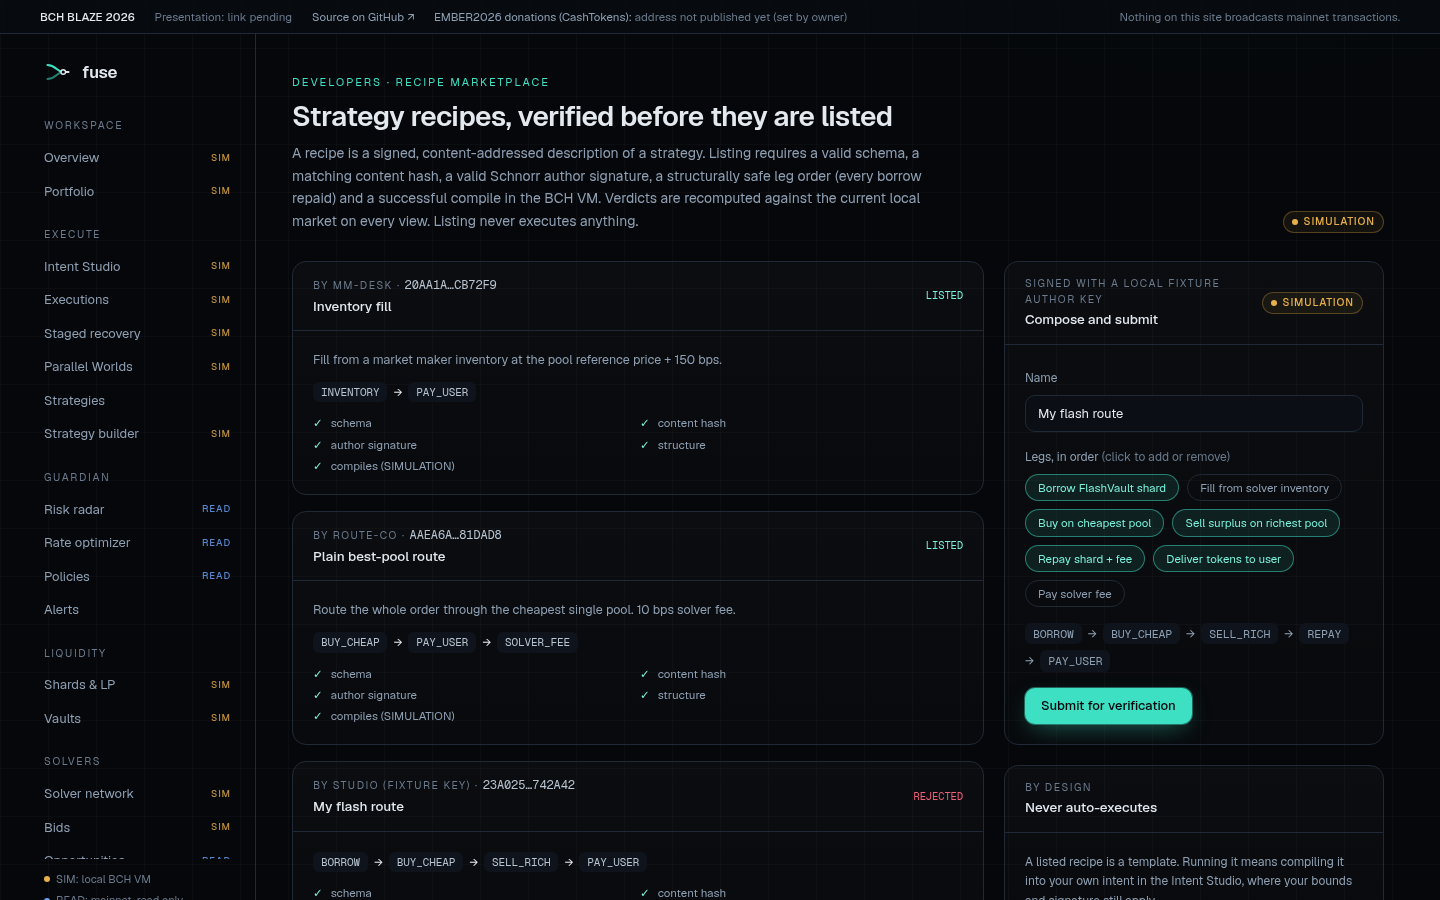 BCH BLAZE 2026 Presentation: link pending Source on GitHub ↗ EMBER2026 donations (CashTokens): address not published yet (set by owner) Nothing on this site broadcasts mainnet transactions.
fuse
WORKSPACE
Overview SIM
Portfolio SIM
EXECUTE
Intent Studio SIM
Executions SIM
Staged recovery SIM
Parallel Worlds SIM
Strategies
Strategy builder SIM
GUARDIAN
Risk radar READ
Rate optimizer READ
Policies READ
Alerts
LIQUIDITY
Shards & LP SIM
Vaults SIM
SOLVERS
Solver network SIM
Bids SIM
Opportunities READ
SIM: local BCH VM
READ: mainnet, read only
DEVELOPERS · RECIPE MARKETPLACE
Strategy recipes, verified before they are listed
A recipe is a signed, content-addressed description of a strategy. Listing requires a valid schema, a
matching content hash, a valid Schnorr author signature, a structurally safe leg order (every borrow
repaid) and a successful compile in the BCH VM. Verdicts are recomputed against the current local
market on every view. Listing never executes anything.
SIMULATION
BY MM-DESK · 20AA1A…CB72F9
Inventory fill
LISTED
Fill from a market maker inventory at the pool reference price + 150 bps.
INVENTORY → PAY_USER
✓ schema ✓ content hash
✓ author signature ✓ structure
✓ compiles (SIMULATION)
BY ROUTE-CO · AAEA6A…81DAD8
Plain best-pool route
LISTED
Route the whole order through the cheapest single pool. 10 bps solver fee.
BUY_CHEAP → PAY_USER → SOLVER_FEE
✓ schema ✓ content hash
✓ author signature ✓ structure
✓ compiles (SIMULATION)
BY STUDIO (FIXTURE KEY) · 23A025…742A42
My flash route
REJECTED
BORROW → BUY_CHEAP → SELL_RICH → PAY_USER
✓ schema ✓ content hash
SIGNED WITH A LOCAL FIXTURE
AUTHOR KEY
Compose and submit
SIMULATION
Name
My flash route
Legs, in order (click to add or remove)
Borrow FlashVault shard Fill from solver inventory
Buy on cheapest pool Sell surplus on richest pool
Repay shard + fee Deliver tokens to user
Pay solver fee
BORROW → BUY_CHEAP → SELL_RICH → REPAY
→ PAY_USER
Submit for verification
BY DESIGN
Never auto-executes
A listed recipe is a template. Running it means compiling it
into your own intent in the Intent Studio, where your bounds
and signature still apply.